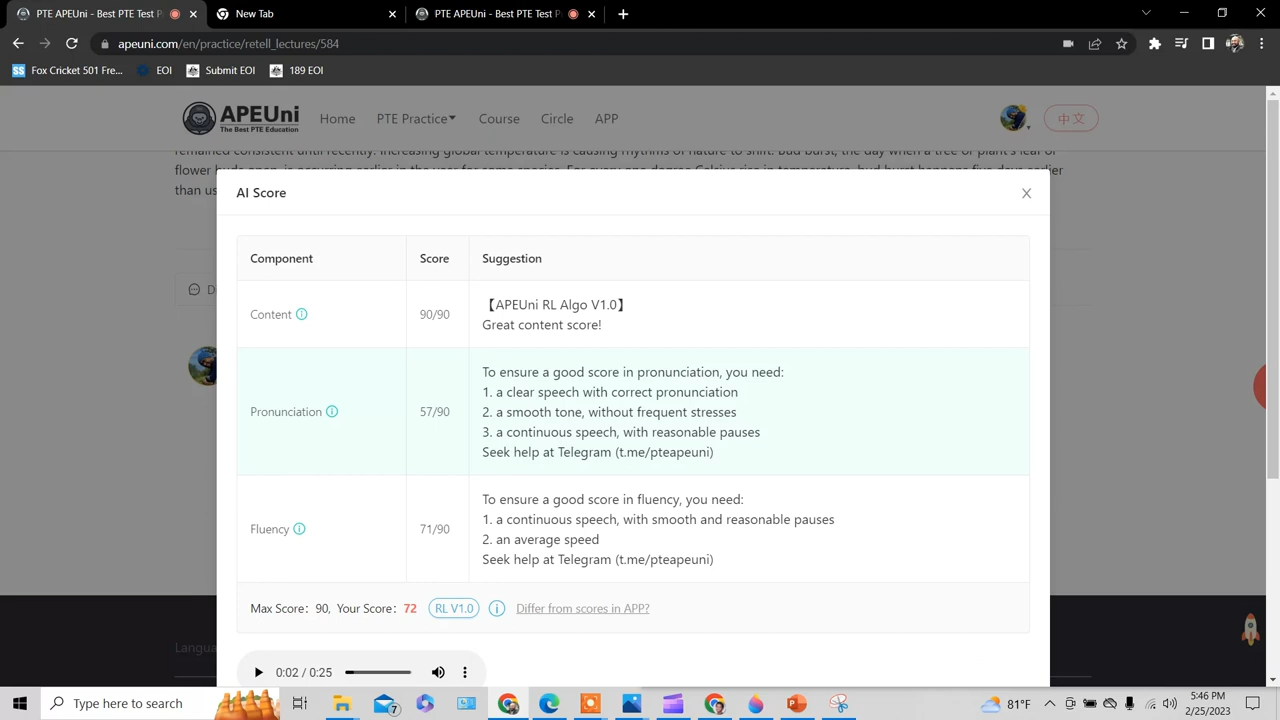 APEUni - PTE Test P
New Tab
APEUni - PTE Test P
apeuni.com/en/practice/retell_lectures/584
SS Fox Cricket 501 Fre...
EOI
Submit EOI
189 EOI
APEUni
The Best PTE Education
Home
PTE Practice
Course
Circle
APP
中文
remained consistent until recently. Increasing global temperature is causing rhythms of nature to shift. Bud burst, the day when a tree or plant's leaf or
flower buds open, is occurring earlier in the year for some species. For every one degree Celsius rise in temperature, bud burst happens five days earlier
than us
AI Score
Component Score Suggestion
Content 90/90
【APEUni RL Algo V1.0】
Great content score!
Pronunciation 57/90
To ensure a good score in pronunciation, you need:
1. a clear speech with correct pronunciation
2. a smooth tone, without frequent stresses
3. a continuous speech, with reasonable pauses
Seek help at Telegram (t.me/pteapeuni)
Fluency 71/90
To ensure a good score in fluency, you need:
1. a continuous speech, with smooth and reasonable pauses
2. an average speed
Seek help at Telegram (t.me/pteapeuni)
Max Score: 90, Your Score: 72 RL V1.0 Differ from scores in APP?
D
Langua
0:02 / 0:25
Type here to search
7
81°F
5:46 PM
2/25/2023